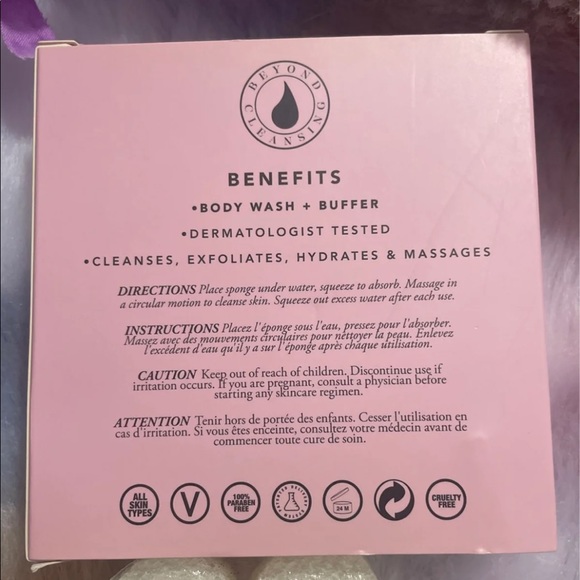 BEYOND
CLEANSING
BENEFITS
•BODY WASH + BUFFER
•DERMATOLOGIST TESTED
•CLEANSES, EXFOLIATES, HYDRATES & MASSAGES
DIRECTIONS Place sponge under water, squeeze to absorb. Massage in
a circular motion to cleanse skin. Squeeze out excess water after each use.
INSTRUCTIONS Placez l'éponge sous l'eau, pressez pour l'absorber.
Massez avec des mouvements circulaires pour nettoyer la peau. Enlevez
l'excédent d'eau qu'il y a sur l'éponge après chaque utilisation.
CAUTION Keep out of reach of children. Discontinue use if
irritation occurs. If you are pregnant, consult a physician before
starting any skincare regimen.
ATTENTION Tenir hors de portée des enfants. Cesser l'utilisation en
cas d'irritation. Si vous êtes enceinte, consultez votre médecin avant de
commencer toute cure de soin.
ALL
SKIN
TYPES
V
100%
PARABEN
FREE
24 M
CRUELTY
FREE